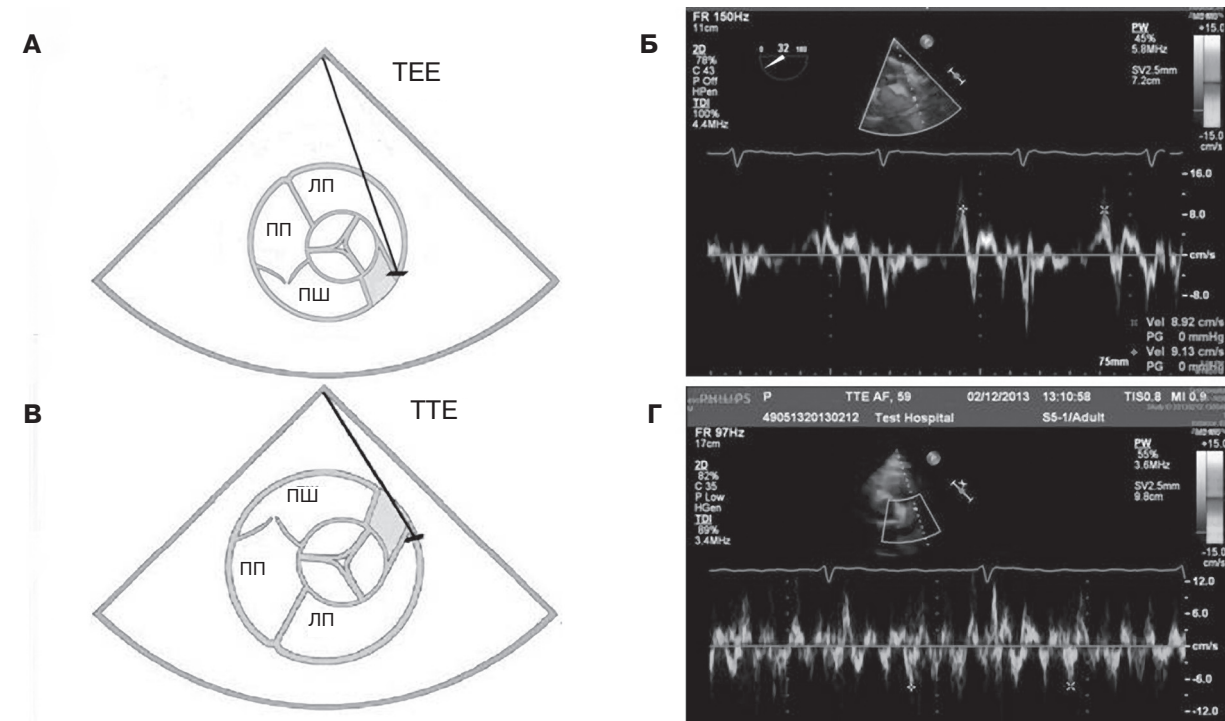 А
TEE
ЛП
ПП
ПШ
Б
FR 150Hz
11cm
2D
78%
C 43
P Off
HPen
TDI
100%
4.4MHz
0 32 180
PW
45%
5.8MHz
SV2.5mm
7.2cm
+15.0
-15.0
cm/s
16.0
8.0
cm/s
-8.0
Vel 8.92 cm/s
PG 0 mmHg
Vel 9.13 cm/s
PG 0 mmHg
75mm
В
TTE
ПШ
ПП
ЛП
Г
PHILIPS P TTE AF, 59 02/12/2013 13:10:58 TIS0.8 MI 0.9
49051320130212 Test Hospital S5-1/Adult
FR 97Hz
17cm
2D
82%
C 35
P Low
HGen
TDI
89%
3.4MHz
PW
55%
3.6MHz
SV2.5mm
9.8cm
+15.0
-15.0
cm/s
12.0
6.0
cm/s
-6.0
-12.0